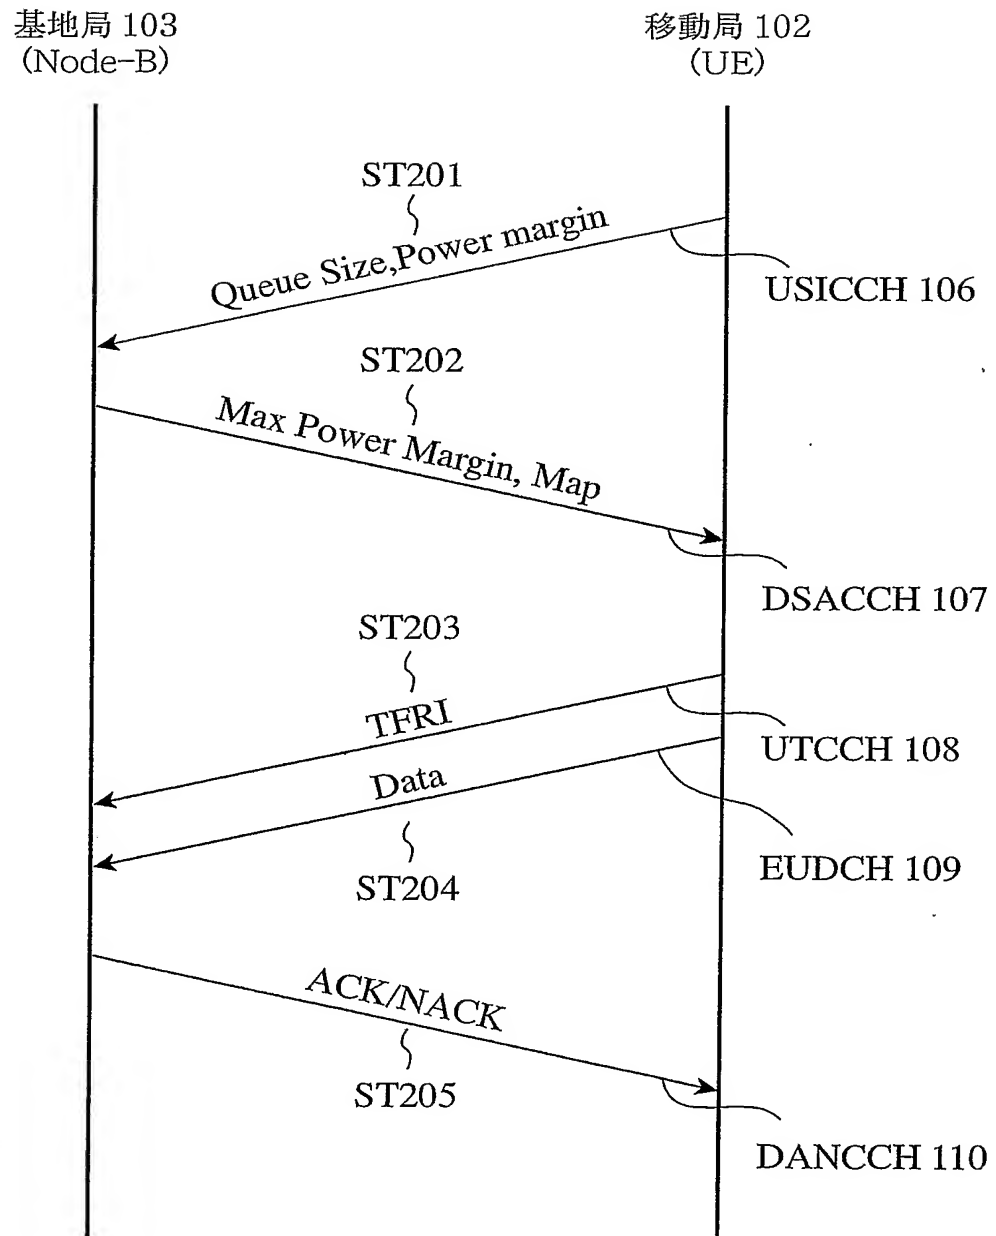 基地局 103
(Node-B)
移動局 102
(UE)
ST201
Queue Size,Power margin
USICCH 106
ST202
Max Power Margin, Map
DSACCH 107
ST203
TFRI
UTCCH 108
Data
EUDCH 109
ST204
ACK/NACK
ST205
DANCCH 110